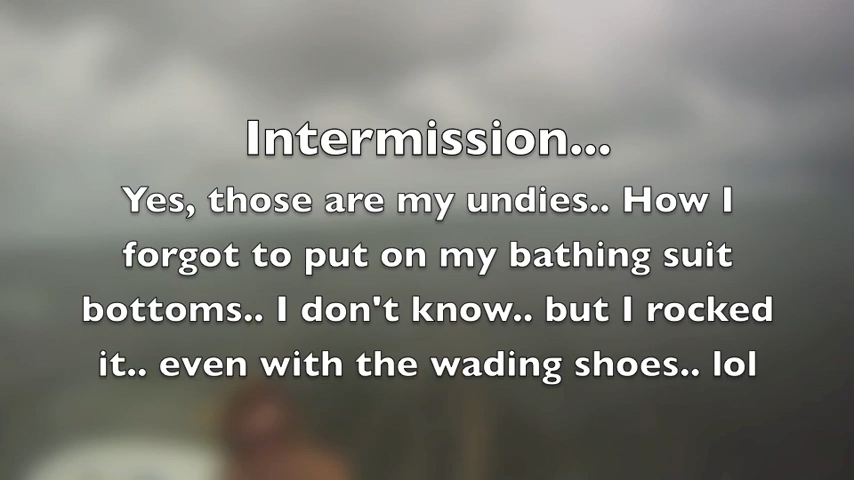 Intermission...
Yes, those are my undies.. How I
forgot to put on my bathing suit
bottoms.. I don't know.. but I rocked
it.. even with the wading shoes.. lol